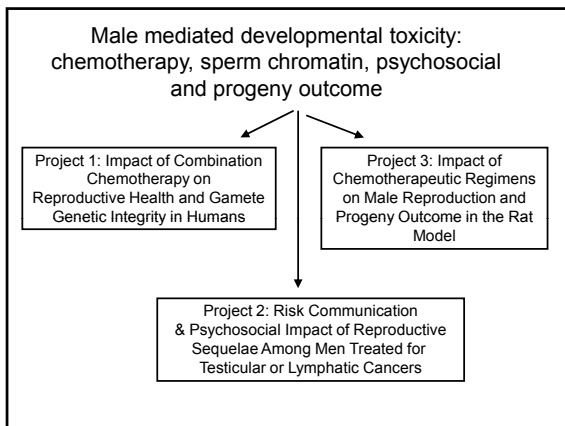 Male mediated developmental toxicity:
chemotherapy, sperm chromatin, psychosocial
and progeny outcome
Project 1: Impact of Combination
Chemotherapy on
Reproductive Health and Gamete
Genetic Integrity in Humans
Project 3: Impact of
Chemotherapeutic Regimens
on Male Reproduction and
Progeny Outcome in the Rat
Model
Project 2: Risk Communication
& Psychosocial Impact of Reproductive
Sequelae Among Men Treated for
Testicular or Lymphatic Cancers